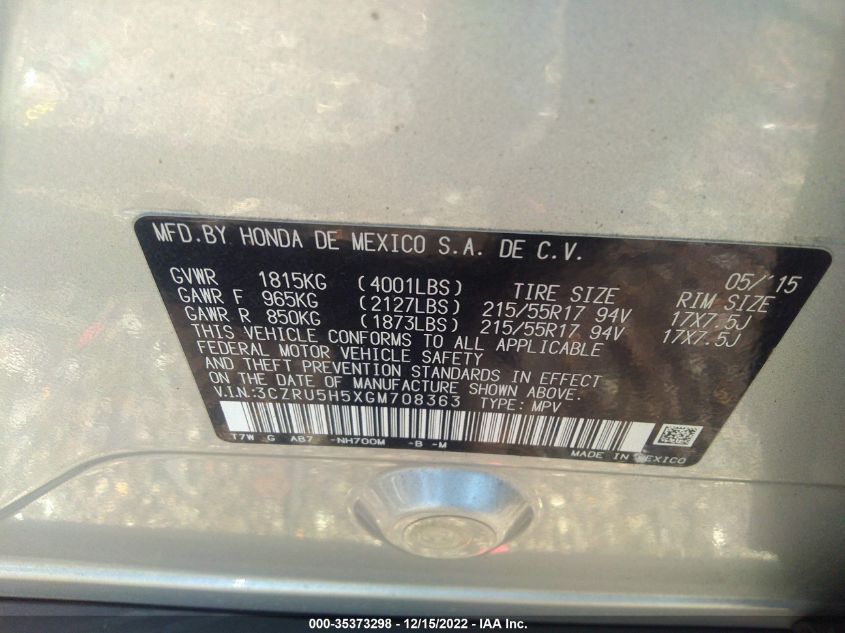 MFD.BY HONDA DE MEXICO S.A. DE C.V.
05/'15
GVWR 1815KG (4001LBS) TIRE SIZE RIM SIZE
GAWR F 965KG (2127LBS) 215/55R17 94V 17X7.5J
GAWR R 850KG (1873LBS) 215/55R17 94V 17X7.5J
THIS VEHICLE CONFORMS TO ALL APPLICABLE
FEDERAL MOTOR VEHICLE SAFETY
AND THEFT PREVENTION STANDARDS IN EFFECT
ON THE DATE OF MANUFACTURE SHOWN ABOVE.
V.I.N:3CZRU5H5XGM708363 TYPE: MPV
T7W G AB7 -NH700M -B -M
MADE IN MEXICO
000-35373298 - 12/15/2022 - IAA Inc.